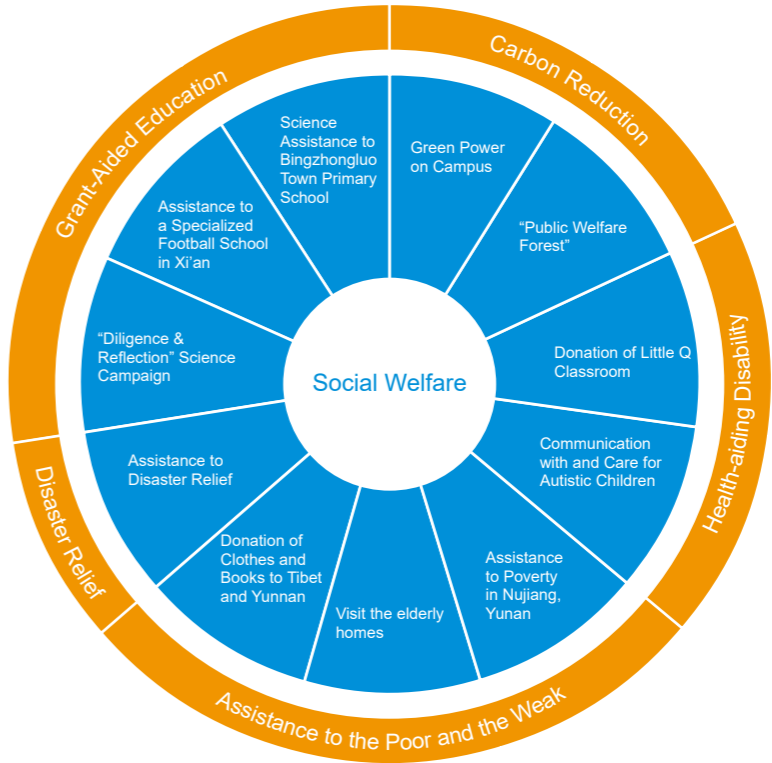 Social Welfare
Carbon Reduction
Green Power
on Campus
“Public Welfare
Forest”
Health-aiding Disability
Donation of Little Q
Classroom
Communication
with and Care for
Autistic Children
Assistance to the Poor and the Weak
Assistance
to Poverty
in Nujiang,
Yunan
Visit the elderly
homes
Donation of
Clothes and
Books to Tibet
and Yunnan
Disaster Relief
Assistance to
Disaster Relief
Grant-Aided Education
“Diligence &
Reflection” Science
Campaign
Assistance to
a Specialized
Football School
in Xi’an
Science
Assistance to
Bingzhongluo
Town Primary
School